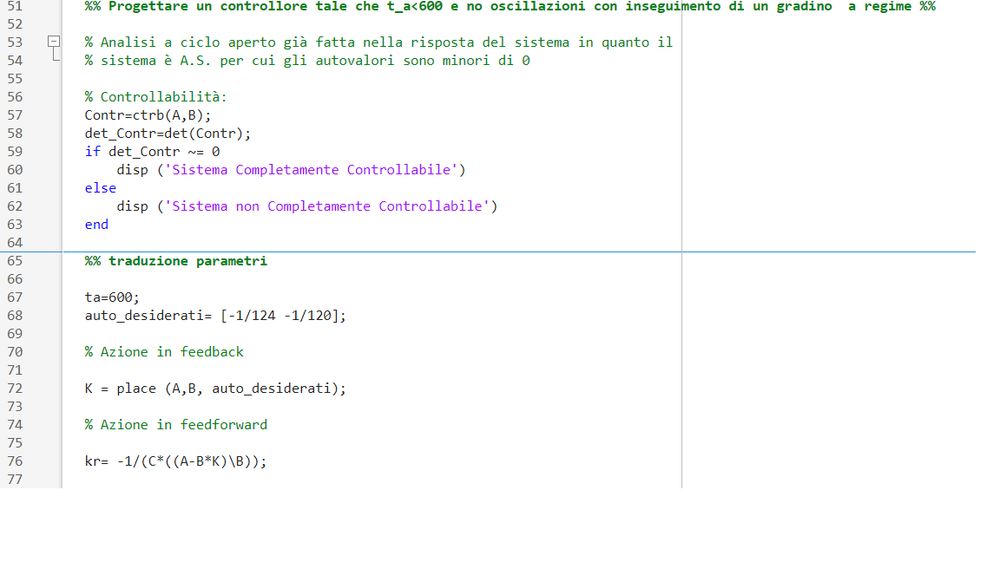 51 %% Progettare un controllore tale che t_a<600 e no oscillazioni con inseguimento di un gradino  a regime %%
52
53 % Analisi a ciclo aperto già fatta nella risposta del sistema in quanto il
54 % sistema è A.S. per cui gli autovalori sono minori di 0
55
56 % Controllabilità:
57 Contr=ctrb(A,B);
58 det_Contr=det(Contr);
59 if det_Contr ~= 0
60     disp ('Sistema Completamente Controllabile')
61 else
62     disp ('Sistema non Completamente Controllabile')
63 end
64
65 %% traduzione parametri
66
67 ta=600;
68 auto_desiderati= [-1/124 -1/120];
69
70 % Azione in feedback
71
72 K = place (A,B, auto_desiderati);
73
74 % Azione in feedforward
75
76 kr= -1/(C*((A-B*K)\B));
77